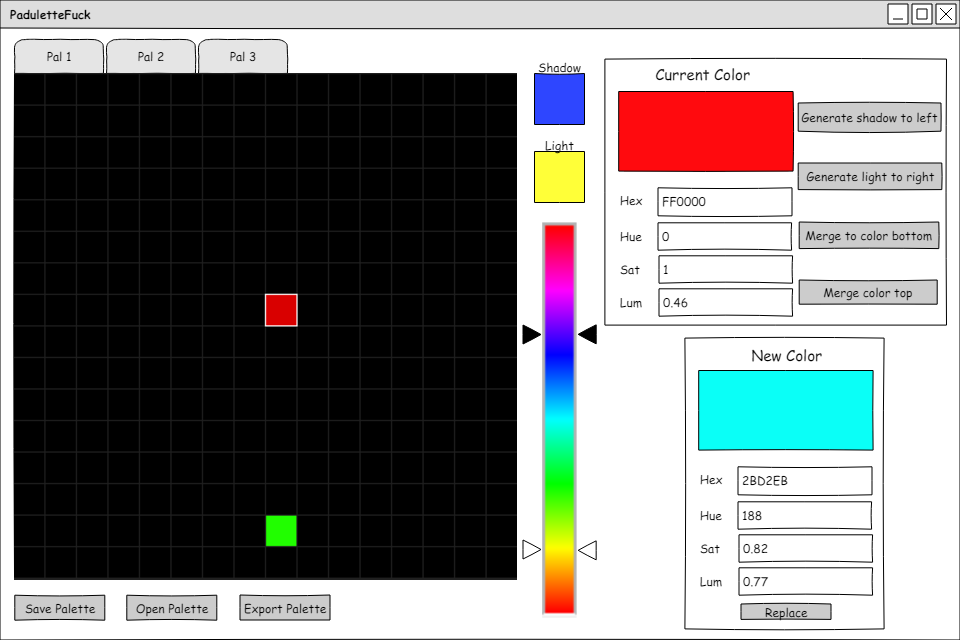 PaduletteFuck
Pal 1
Pal 2
Pal 3
Shadow
Light
Current Color
Generate shadow to left
Generate light to right
Hex
FF0000
Hue
0
Merge to color bottom
Sat
1
Lum
0.46
Merge color top
New Color
Hex
2BD2EB
Hue
188
Sat
0.82
Lum
0.77
Replace
Save Palette
Open Palette
Export Palette